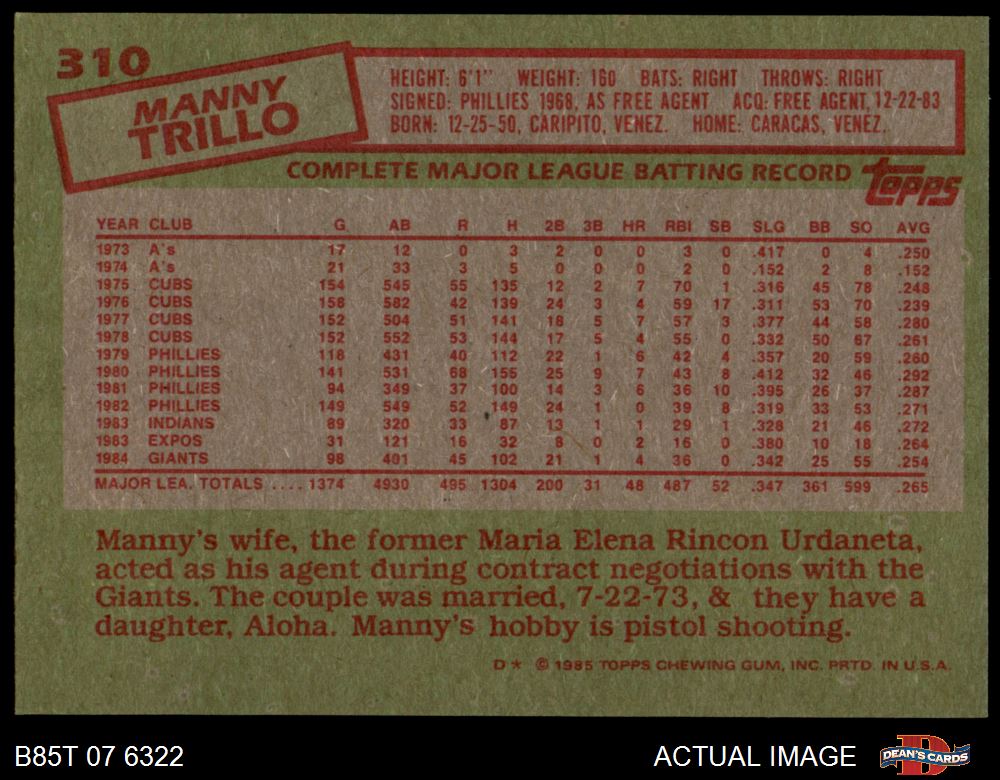 310
MANNY
TRILLO
HEIGHT: 6'1" WEIGHT: 160 BATS: RIGHT THROWS: RIGHT
SIGNED: PHILLIES 1968, AS FREE AGENT ACQ: FREE AGENT, 12-22-83
BORN: 12-25-50, CARIPITO, VENEZ. HOME: CARACAS, VENEZ.
COMPLETE MAJOR LEAGUE BATTING RECORD topps
YEAR CLUB G AB R H 2B 3B HR RBI SB SLG BB SO AVG
1973 A's 17 12 0 3 2 0 0 3 0 .417 0 4 .250
1974 A's 21 33 3 5 0 0 0 2 0 .152 2 8 .152
1975 CUBS 154 545 55 135 12 2 7 70 1 .316 45 78 .248
1976 CUBS 158 582 42 139 24 3 4 59 17 .311 53 70 .239
1977 CUBS 152 504 51 141 18 5 7 57 3 .377 44 58 .280
1978 CUBS 152 552 53 144 17 5 4 55 0 .332 50 67 .261
1979 PHILLIES 118 431 40 112 22 1 6 42 4 .357 20 59 .260
1980 PHILLIES 141 531 68 155 25 9 7 43 8 .412 32 46 .292
1981 PHILLIES 94 349 37 100 14 3 6 36 10 .395 26 37 .287
1982 PHILLIES 149 549 52 149 24 1 0 39 8 .319 33 53 .271
1983 INDIANS 89 320 33 87 13 1 1 29 1 .328 21 46 .272
1983 EXPOS 31 121 16 32 8 0 2 16 0 .380 10 18 .264
1984 GIANTS 98 401 45 102 21 1 4 36 0 .342 25 55 .254
MAJOR LEA. TOTALS .... 1374 4930 495 1304 200 31 48 487 52 .347 361 599 .265
Manny's wife, the former Maria Elena Rincon Urdaneta,
acted as his agent during contract negotiations with the
Giants. The couple was married, 7-22-73, & they have a
daughter, Aloha. Manny's hobby is pistol shooting.
D* © 1985 TOPPS CHEWING GUM, INC. PRTD. IN U.S.A.
B85T 07 6322 ACTUAL IMAGE DEAN'S CARDS